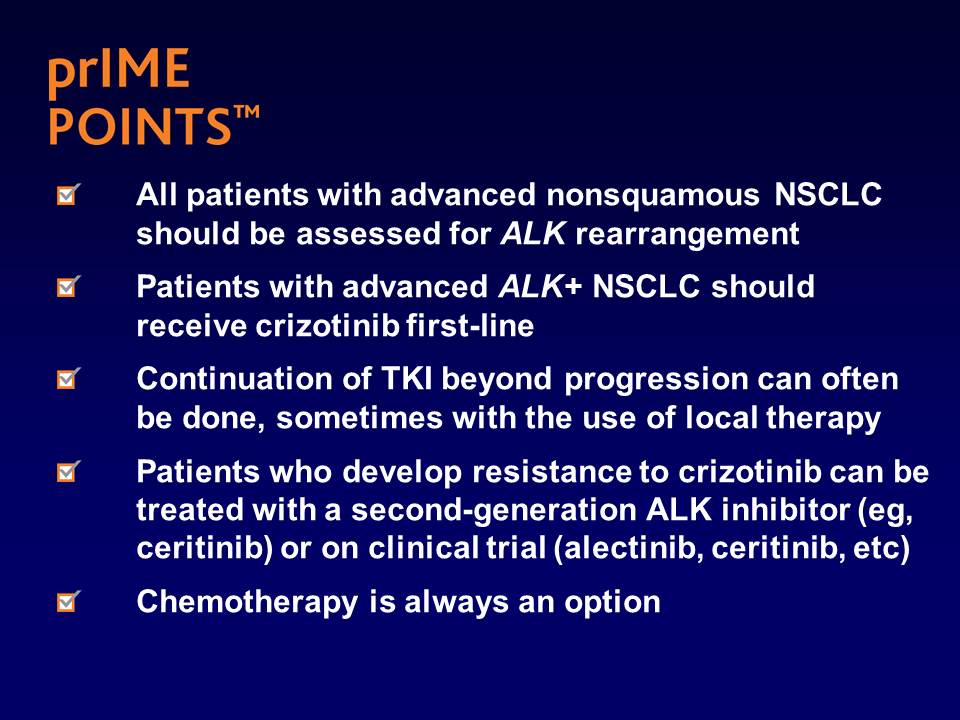 prIME
POINTS™
All patients with advanced nonsquamous NSCLC
should be assessed for ALK rearrangement
Patients with advanced ALK+ NSCLC should
receive crizotinib first-line
Continuation of TKI beyond progression can often
be done, sometimes with the use of local therapy
Patients who develop resistance to crizotinib can be
treated with a second-generation ALK inhibitor (eg,
ceritinib) or on clinical trial (alectinib, ceritinib, etc)
Chemotherapy is always an option